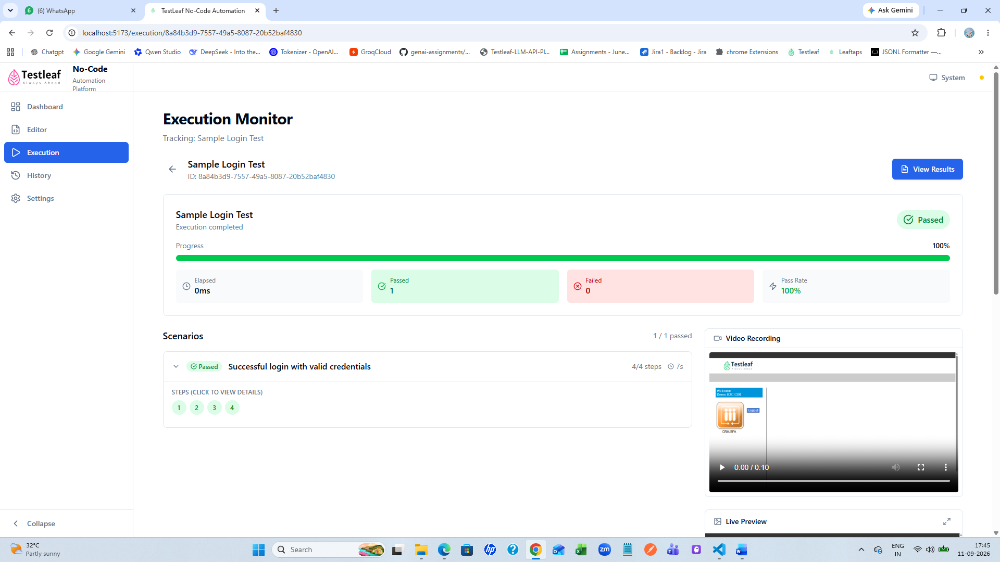 6
(6) WhatsApp
TestLeaf No-Code Automation
Ask Gemini
localhost:5173/execution/8a84b3d9-7557-49a5-8087-20b52baf4830
Chatgpt
Google Gemini
Qwen Studio
DeepSeek - Into the...
Tokenizer - OpenAI...
GroqCloud
genai-assignments/...
Testleaf-LLM-API-Pl...
Assignments - June...
Jira1 - Backlog - Jira
chrome Extensions
Testleaf
Leaftaps
JSONL Formatter —...
Testleaf
Always Ahead
No-Code
Automation
Platform
System
Dashboard
Editor
Execution
History
Settings
Collapse
Execution Monitor
Tracking: Sample Login Test
Sample Login Test
ID: 8a84b3d9-7557-49a5-8087-20b52baf4830
View Results
Sample Login Test
Execution completed
Passed
Progress
100%
Elapsed
0ms
Passed
1
Failed
0
Pass Rate
100%
Scenarios
1 / 1 passed
Passed
Successful login with valid credentials
4/4 steps
7s
STEPS (CLICK TO VIEW DETAILS)
1 2 3 4
Video Recording
Testleaf
Always Ahead
Welcome
Demo B2C CSR
Logout
CRM/SFA
0:00 / 0:10
Live Preview
32°C
Partly sunny
Search
hp
zm
ENG
IN
17:45
11-09-2026